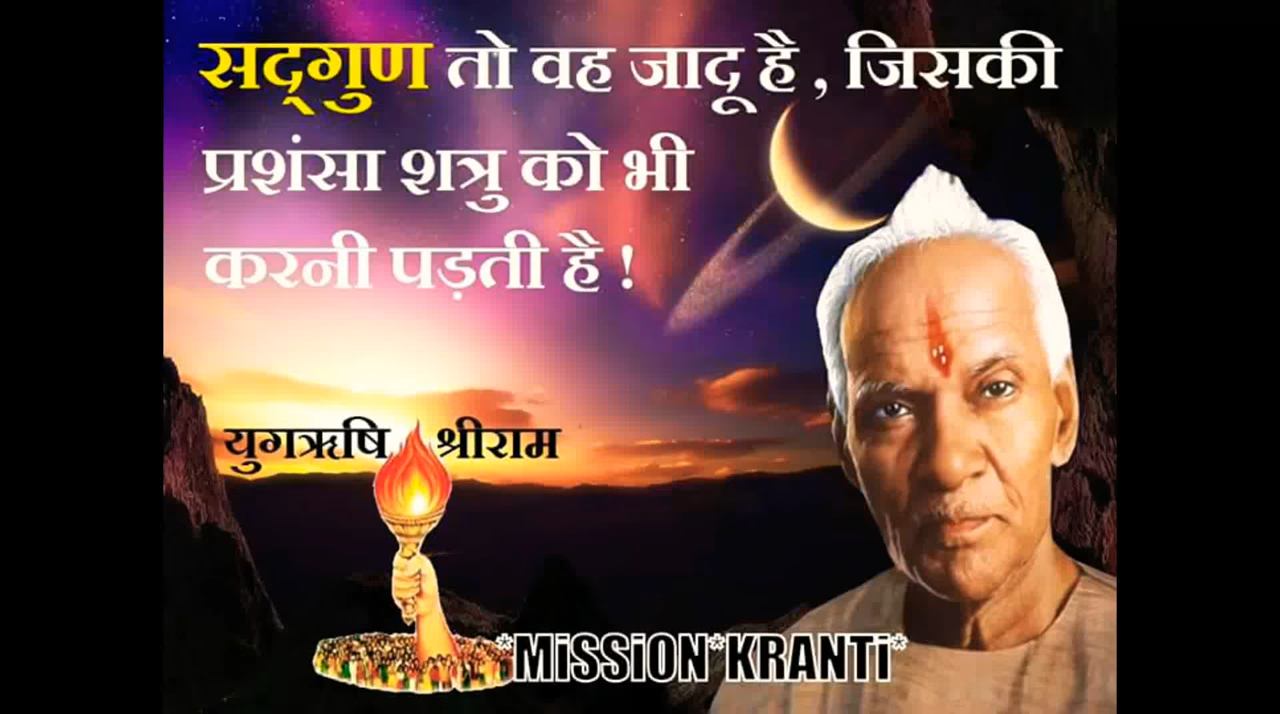 सद्‌गुण तो वह जादू है , जिसकी
प्रशंसा शत्रु को भी
करनी पड़ती है !
युगऋषि श्रीराम
*MiSSiON*KRANTi*